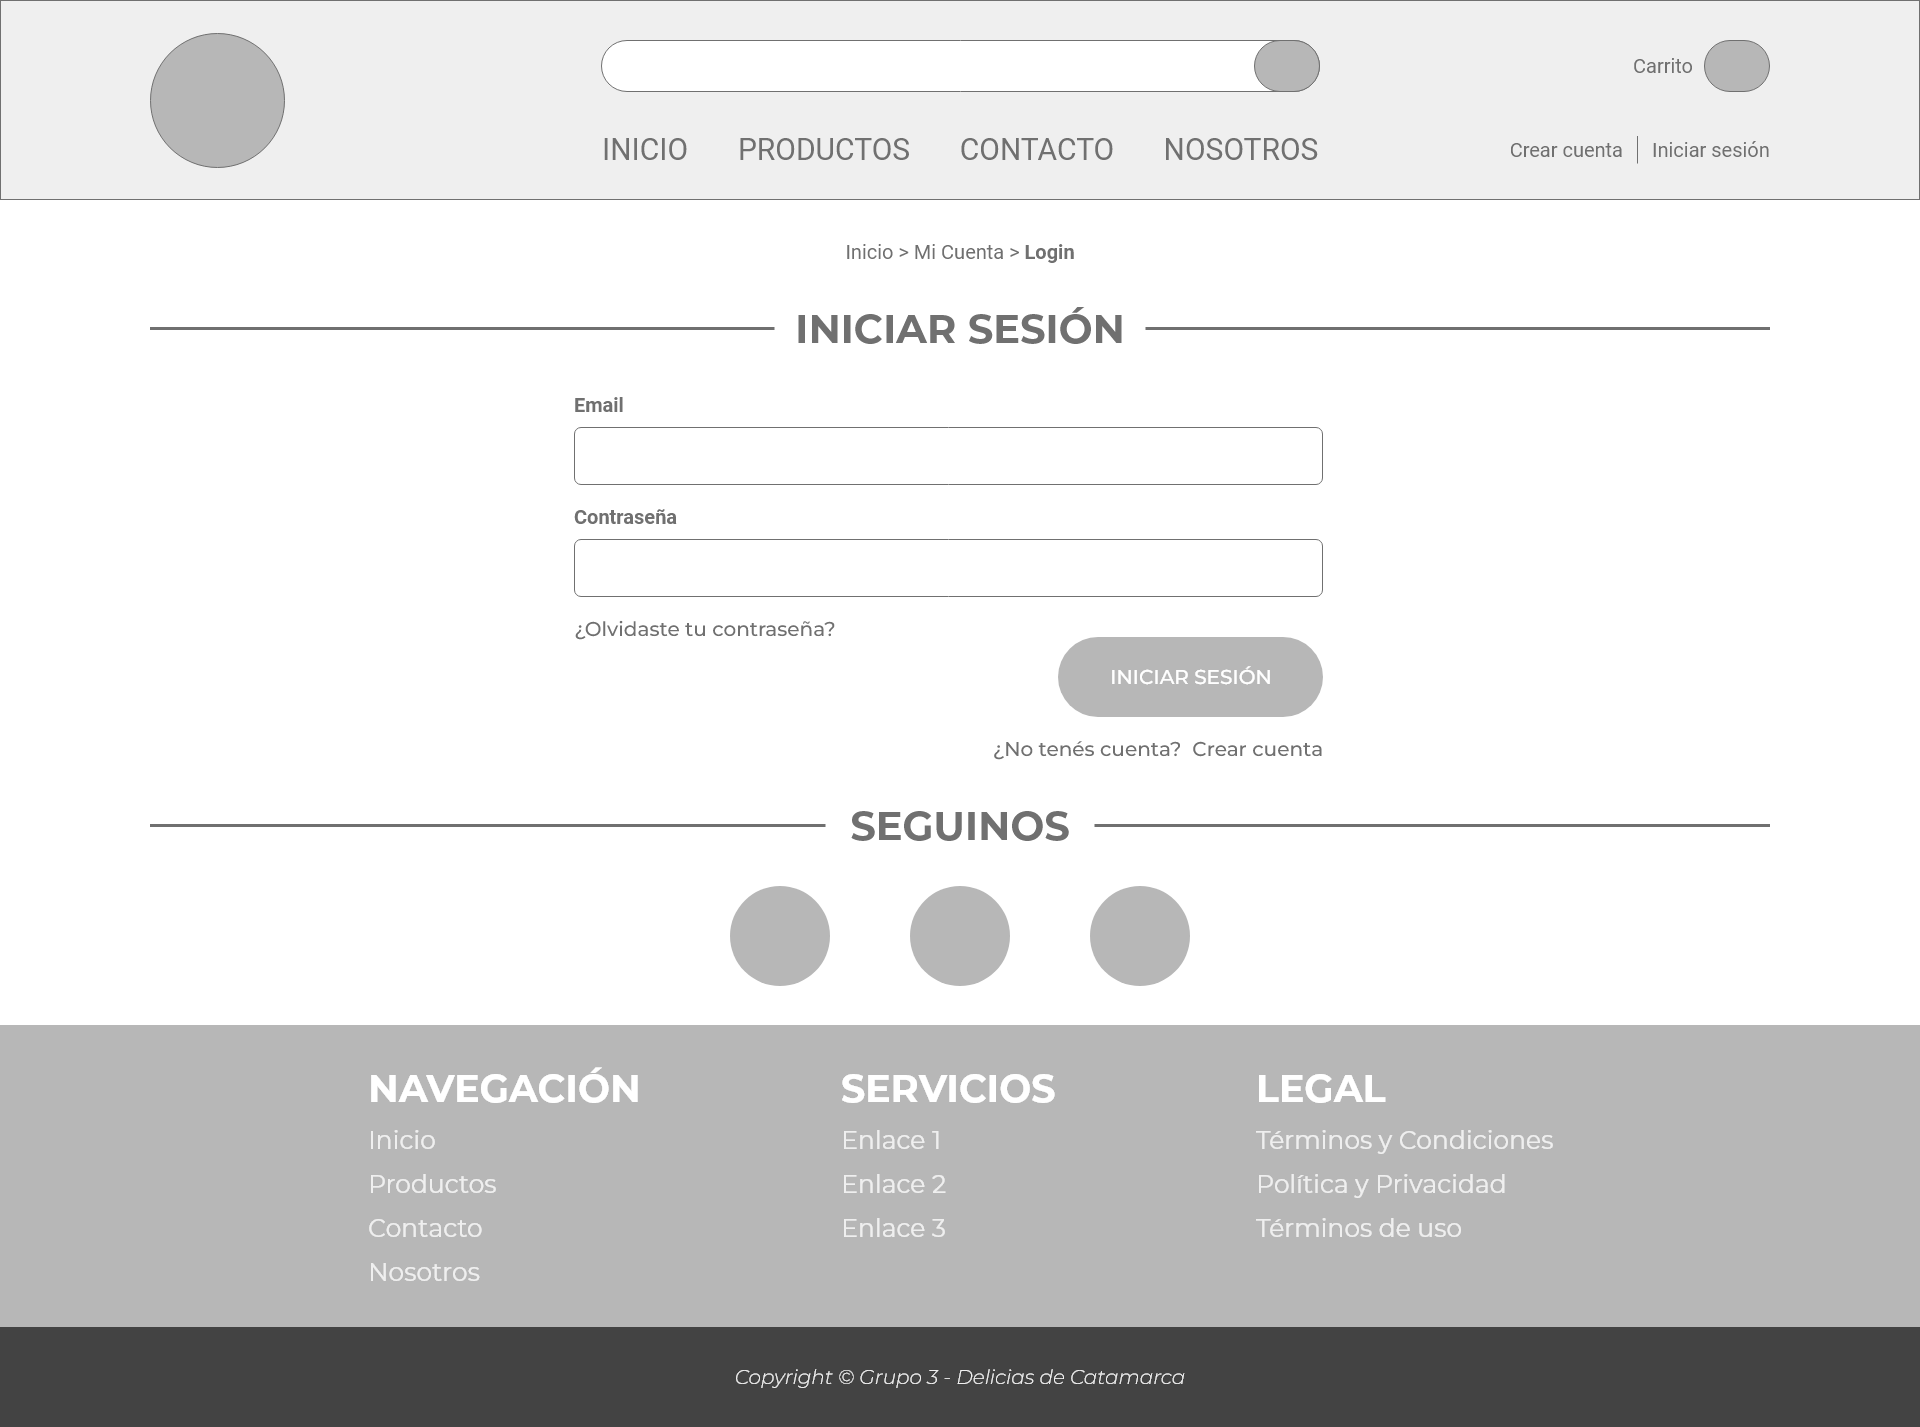 Carrito
INICIO PRODUCTOS CONTACTO NOSOTROS
Crear cuenta | Iniciar sesión
Inicio > Mi Cuenta > Login
INICIAR SESIÓN
Email
Contraseña
¿Olvidaste tu contraseña?
INICIAR SESIÓN
¿No tenés cuenta? Crear cuenta
SEGUINOS
NAVEGACIÓN
Inicio
Productos
Contacto
Nosotros
SERVICIOS
Enlace 1
Enlace 2
Enlace 3
LEGAL
Términos y Condiciones
Política y Privacidad
Términos de uso
Copyright © Grupo 3 - Delicias de Catamarca